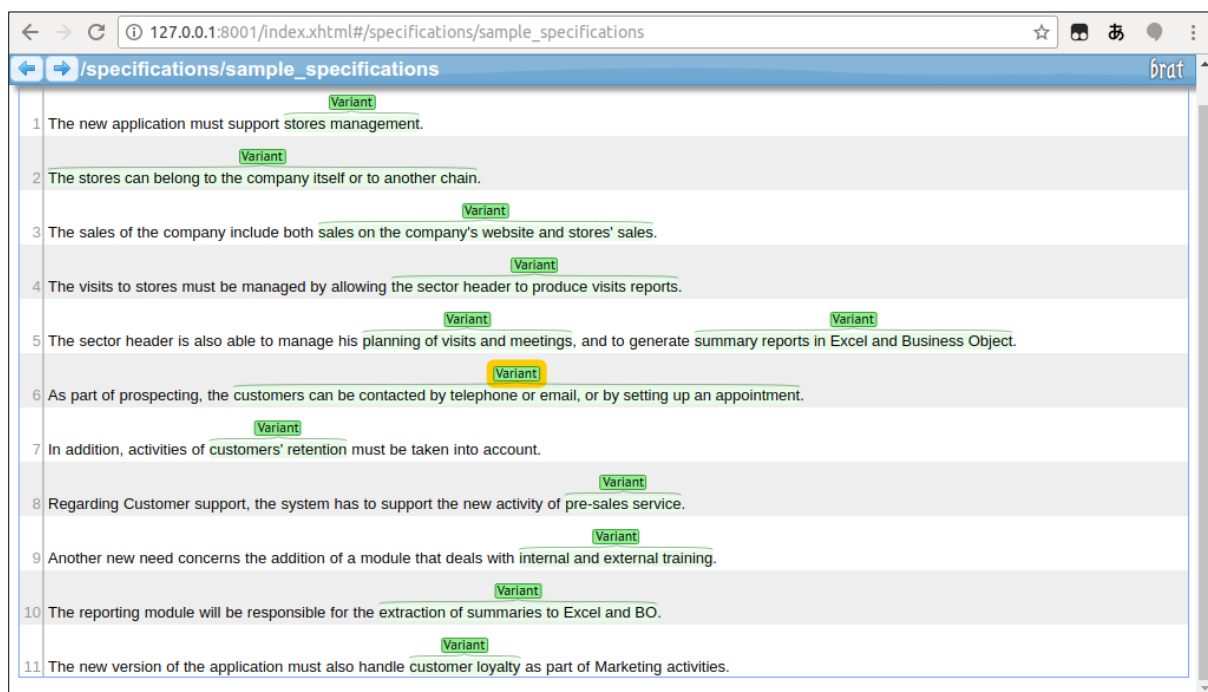 127.0.0.1:8001/index.xhtml#/specifications/sample_specifications
あ
/specifications/sample_specifications brat
Variant
1 The new application must support stores management.
Variant
2 The stores can belong to the company itself or to another chain.
Variant
3 The sales of the company include both sales on the company's website and stores' sales.
Variant
4 The visits to stores must be managed by allowing the sector header to produce visits reports.
Variant Variant
5 The sector header is also able to manage his planning of visits and meetings, and to generate summary reports in Excel and Business Object.
Variant
6 As part of prospecting, the customers can be contacted by telephone or email, or by setting up an appointment.
Variant
7 In addition, activities of customers' retention must be taken into account.
Variant
8 Regarding Customer support, the system has to support the new activity of pre-sales service.
Variant
9 Another new need concerns the addition of a module that deals with internal and external training.
Variant
10 The reporting module will be responsible for the extraction of summaries to Excel and BO.
Variant
11 The new version of the application must also handle customer loyalty as part of Marketing activities.